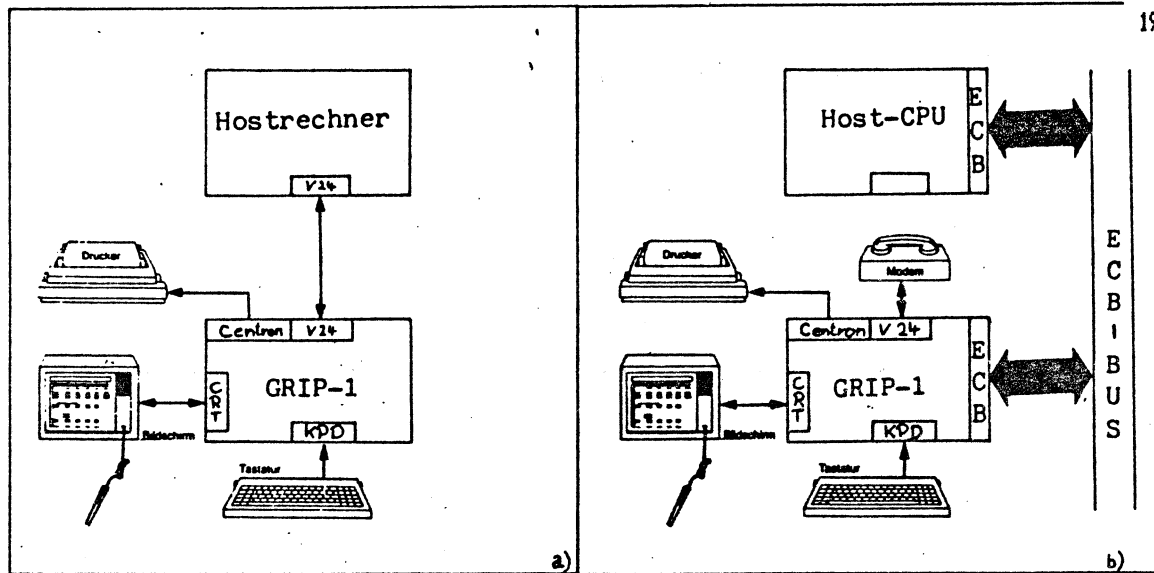 19
Hostrechner
V24
Drucker
Centron V24
CRT
GRIP-1
Bildschirm
KPD
Tastatur
a)
Host-CPU
ECB
Drucker
Modem
Centron V24
CRT
GRIP-1
ECB
Bildschirm
KPD
Tastatur
ECB-BUS
b)